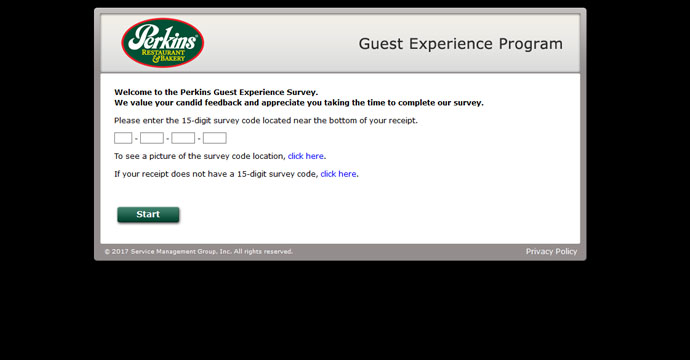 Perkins
RESTAURANT
& BAKERY
Guest Experience Program
Welcome to the Perkins Guest Experience Survey.
We value your candid feedback and appreciate you taking the time to complete our survey.
Please enter the 15-digit survey code located near the bottom of your receipt.
- - -
To see a picture of the survey code location, click here.
If your receipt does not have a 15-digit survey code, click here.
Start
© 2017 Service Management Group, Inc. All rights reserved.
Privacy Policy